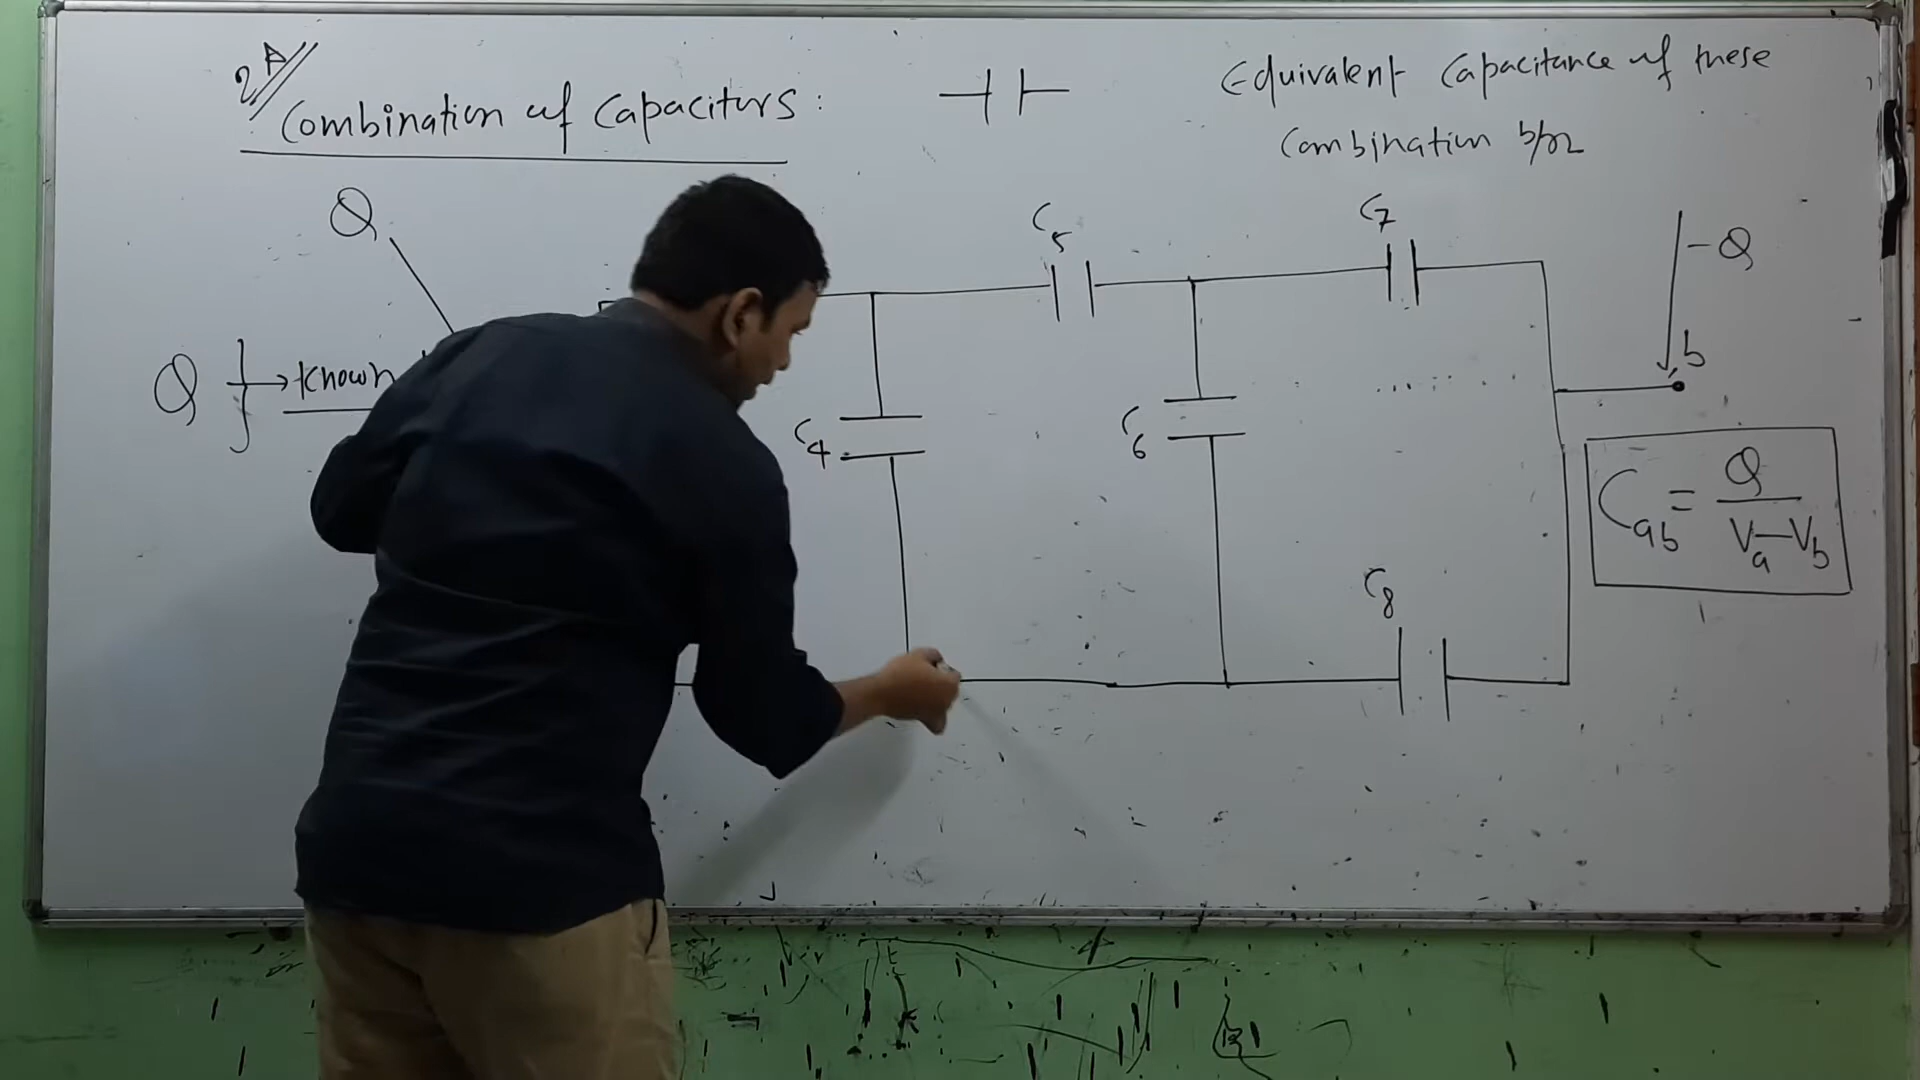 2A
Combination of Capacitors:
Equivalent Capacitance of these
Combination b/n
Q
Q → Known
C5
C7
-Q
b
C4
C6
Cab = Q / Va-Vb
C8